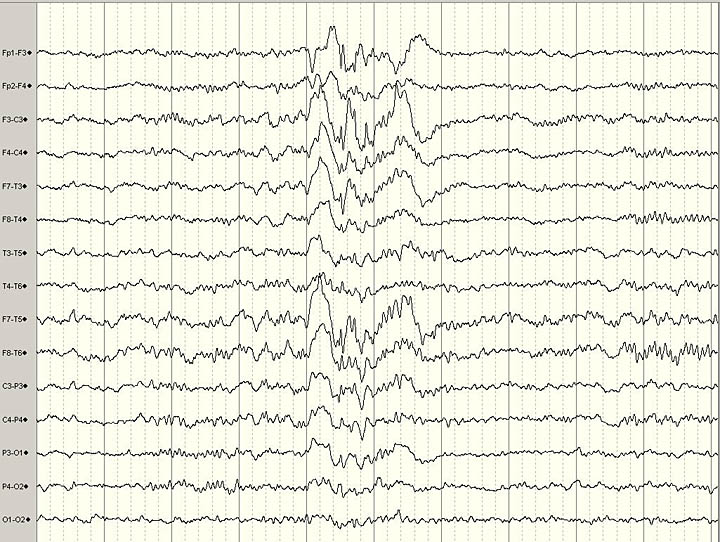 Fp1-F3◆
Fp2-F4◆
F3-C3◆
F4-C4◆
F7-T3◆
F8-T4◆
T3-T5◆
T4-T6◆
F7-T5◆
F8-T6◆
C3-P3◆
C4-P4◆
P3-O1◆
P4-O2◆
O1-O2◆